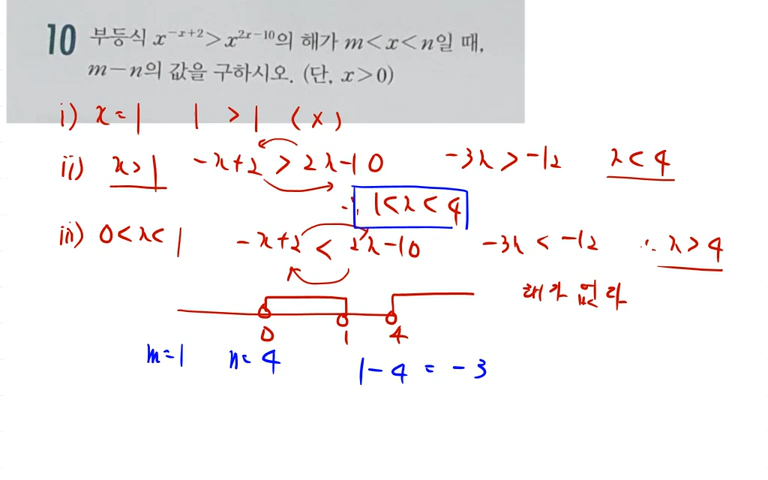 10 부등식 x^{-x+2}>x^{2x-10}의 해가 m<x<n일 때,
m-n의 값을 구하시오. (단, x>0)
i) x=1 1 > 1 (x)
ii) x>1 -x+2 > 2x-10 -3x > -12 x<4
∴ 1<x<4
iii) 0<x<1 -x+2 < 2x-10 -3x < -12 ∴ x>4
해가 없다
0 1 4
m=1 n=4 1-4 = -3